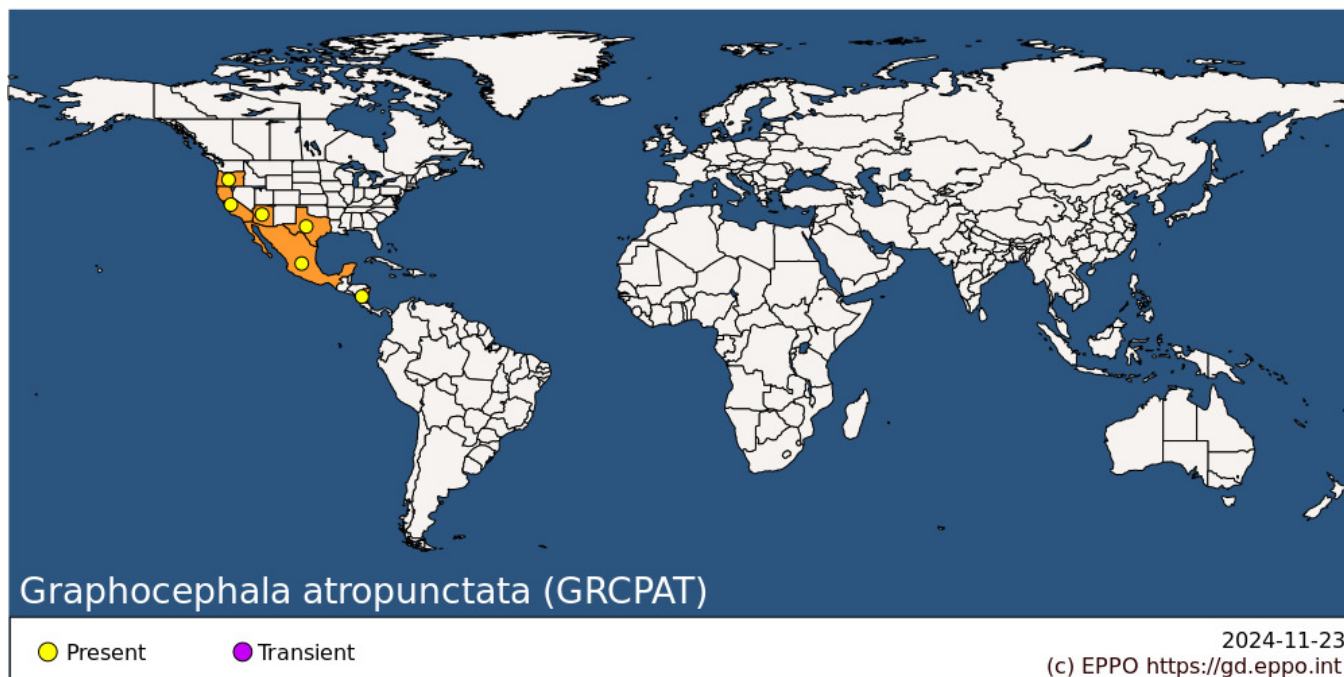 Graphocephala atropunctata (GRCPAT)
Present
Transient
2024-11-23
(c) EPPO https://gd.eppo.int